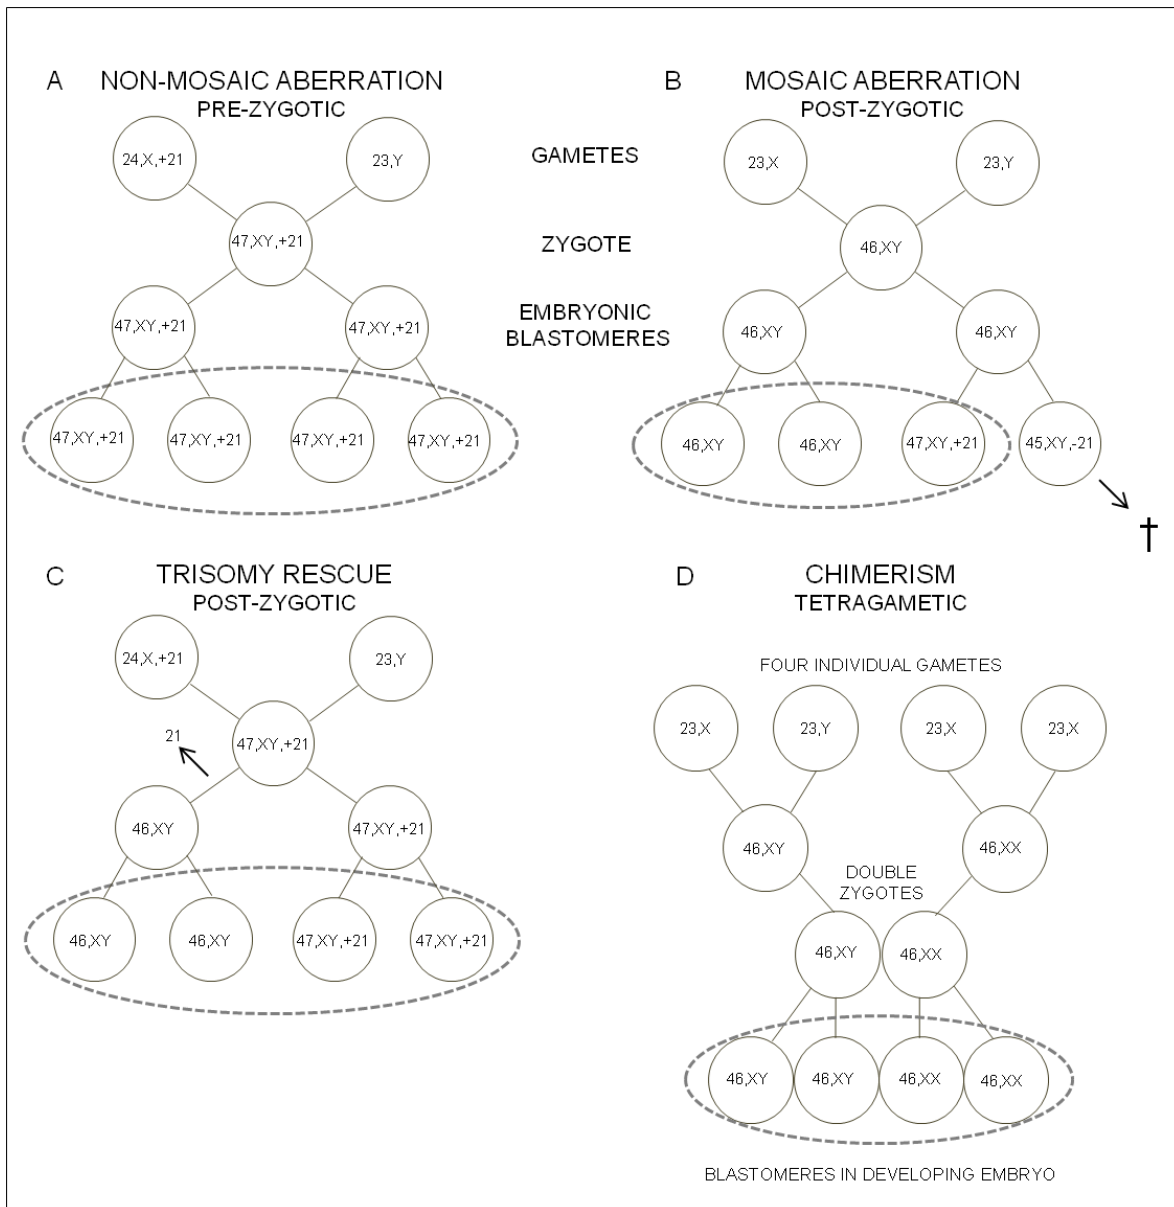 A NON-MOSAIC ABERRATION
PRE-ZYGOTIC
24,X,+21
23,Y
47,XY,+21
47,XY,+21
47,XY,+21
47,XY,+21
47,XY,+21
47,XY,+21
47,XY,+21
GAMETES
ZYGOTE
EMBRYONIC
BLASTOMERES
B MOSAIC ABERRATION
POST-ZYGOTIC
23,X
23,Y
46,XY
46,XY
46,XY
46,XY
46,XY
47,XY,+21
45,XY,-21
†
C TRISOMY RESCUE
POST-ZYGOTIC
24,X,+21
23,Y
21
47,XY,+21
46,XY
47,XY,+21
46,XY
46,XY
47,XY,+21
47,XY,+21
D CHIMERISM
TETRAGAMETIC
FOUR INDIVIDUAL GAMETES
23,X
23,Y
23,X
23,X
46,XY
46,XX
DOUBLE
ZYGOTES
46,XY
46,XX
46,XY
46,XY
46,XX
46,XX
BLASTOMERES IN DEVELOPING EMBRYO